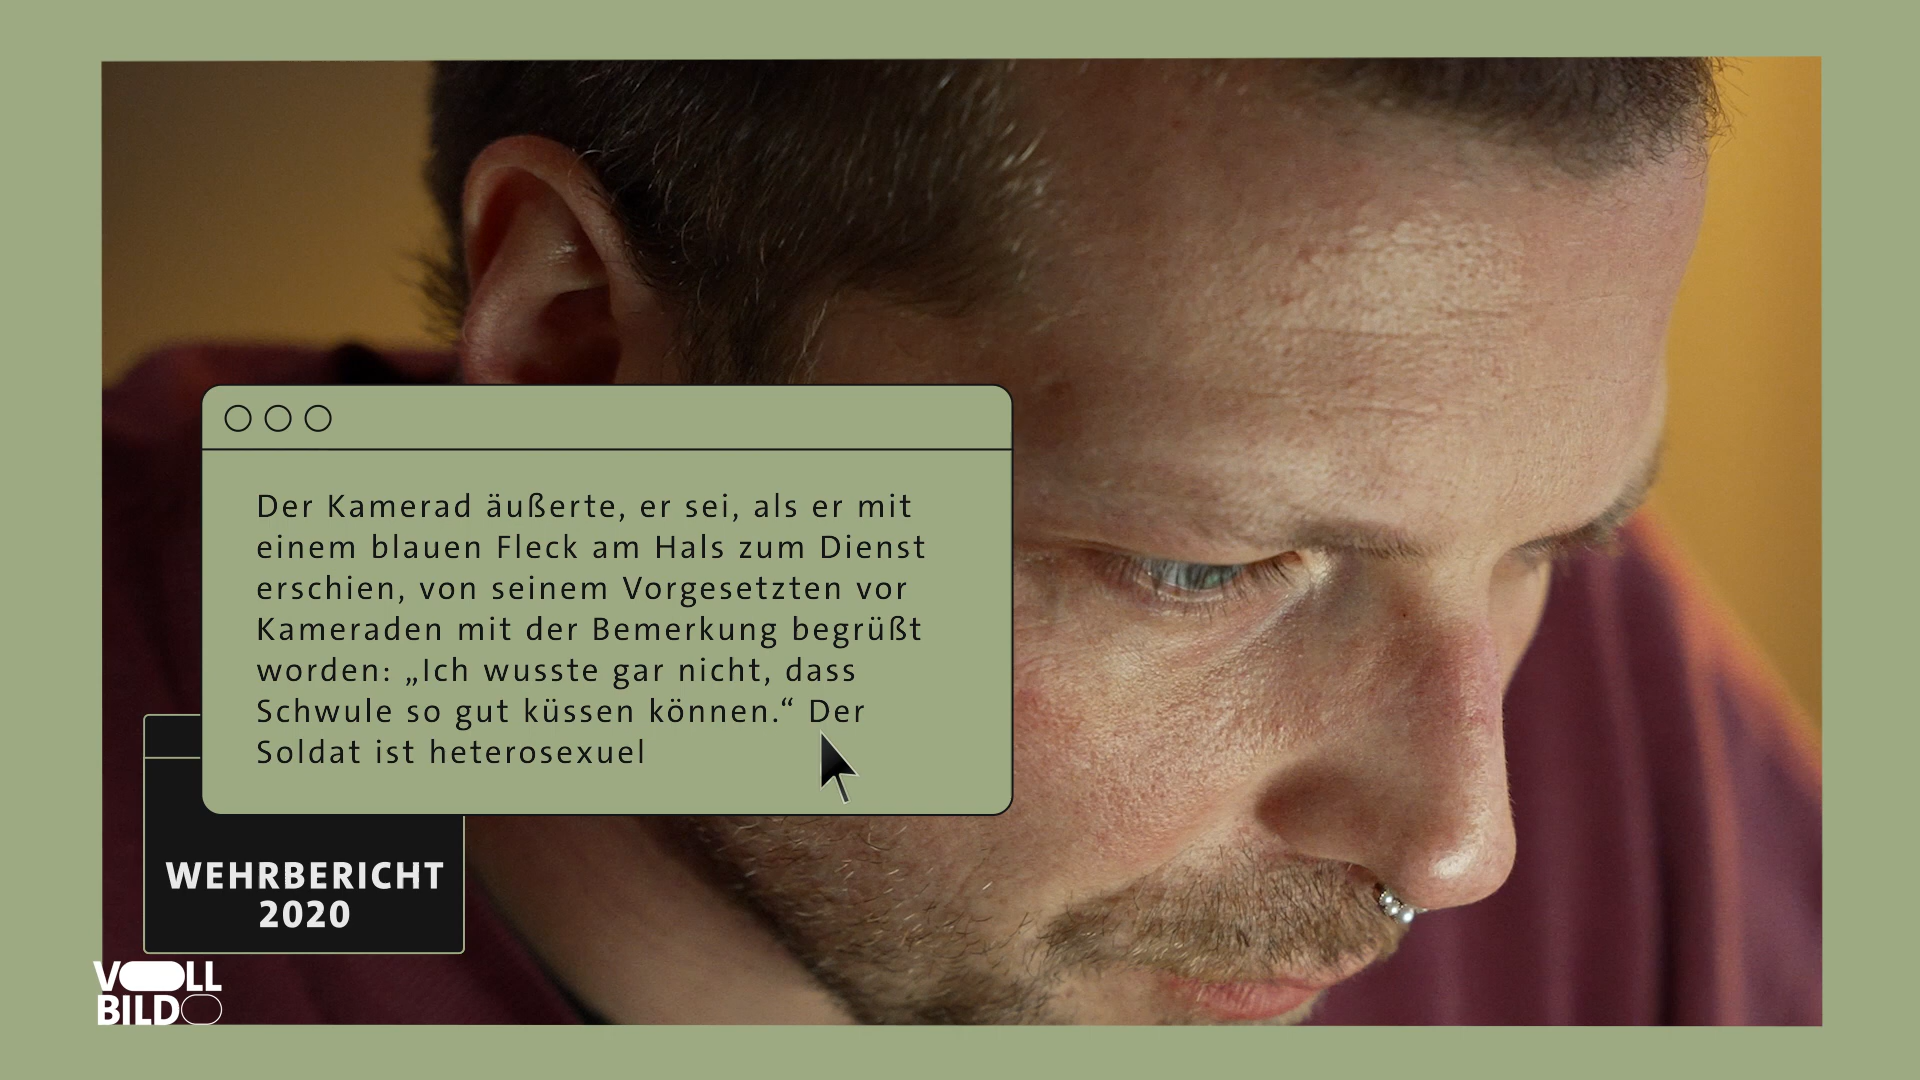 Der Kamerad äußerte, er sei, als er mit
einem blauen Fleck am Hals zum Dienst
erschien, von seinem Vorgesetzten vor
Kameraden mit der Bemerkung begrüßt
worden: „Ich wusste gar nicht, dass
Schwule so gut küssen können.“ Der
Soldat ist heterosexuel
WEHRBERICHT
2020
VOLL
BILD